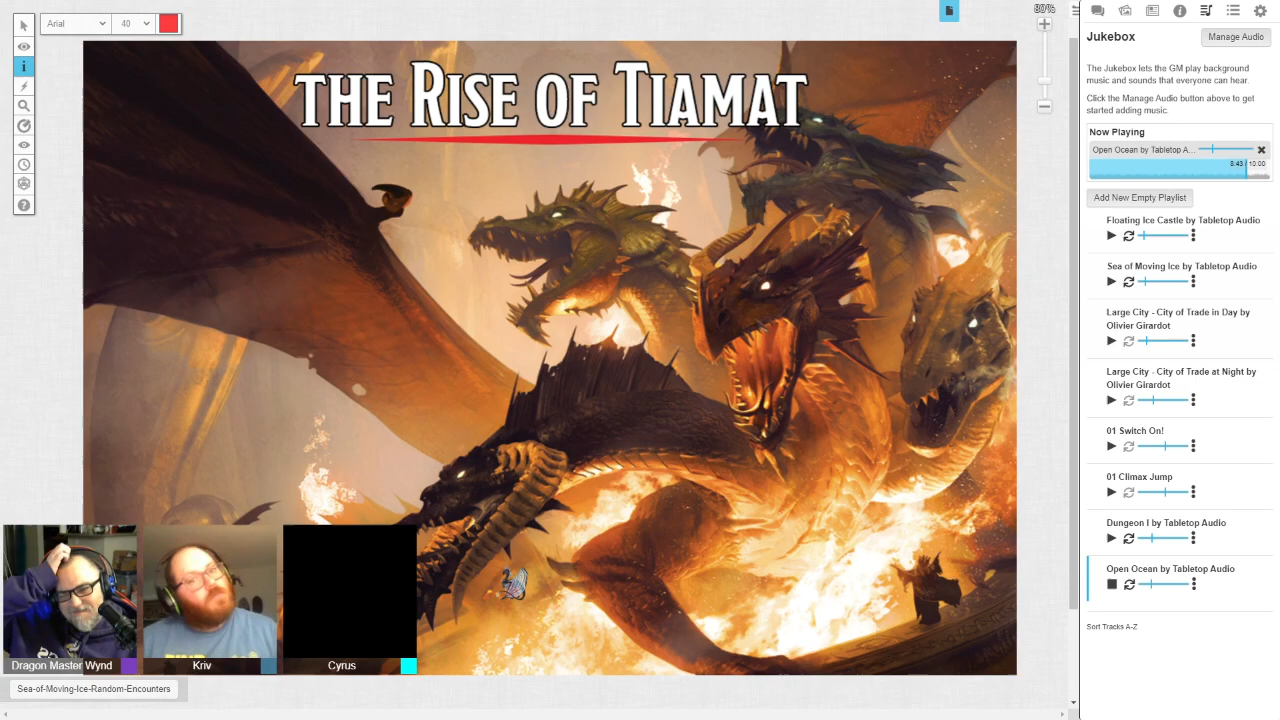 Arial
40
80%
THE RISE OF TIAMAT
Jukebox
Manage Audio
The Jukebox lets the GM play background
music and sounds that everyone can hear.
Click the Manage Audio button above to get
started adding music.
Now Playing
Open Ocean by Tabletop A...
8:43
10:00
Add New Empty Playlist
Floating Ice Castle by Tabletop Audio
Sea of Moving Ice by Tabletop Audio
Large City - City of Trade in Day by
Olivier Girardot
Large City - City of Trade at Night by
Olivier Girardot
01 Switch On!
01 Climax Jump
Dungeon I by Tabletop Audio
Open Ocean by Tabletop Audio
Sort Tracks A-Z
Dragon Master Wynd
Kriv
Cyrus
Sea-of-Moving-Ice-Random-Encounters